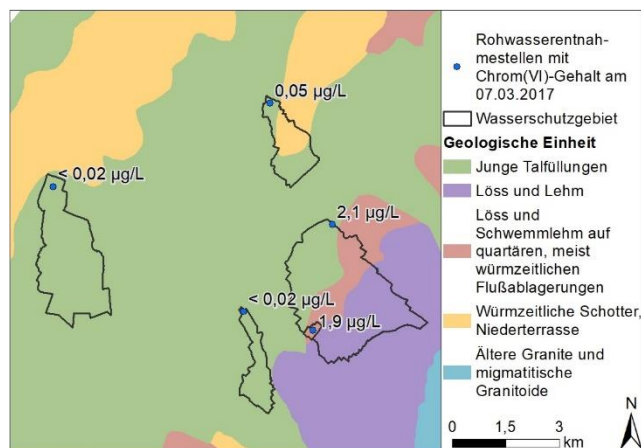 0,05 µg/L
< 0,02 µg/L
2,1 µg/L
< 0,02 µg/L
1,9 µg/L
Rohwasserentnah-
mestellen mit
Chrom(VI)-Gehalt am
07.03.2017
Wasserschutzgebiet
Geologische Einheit
Junge Talfüllungen
Löss und Lehm
Löss und
Schwemmlehm auf
quartären, meist
würmzeitlichen
Flußablagerungen
Würmzeitliche Schotter,
Niederterrasse
Ältere Granite und
migmatitische
Granitoide
N
0 1,5 3
km